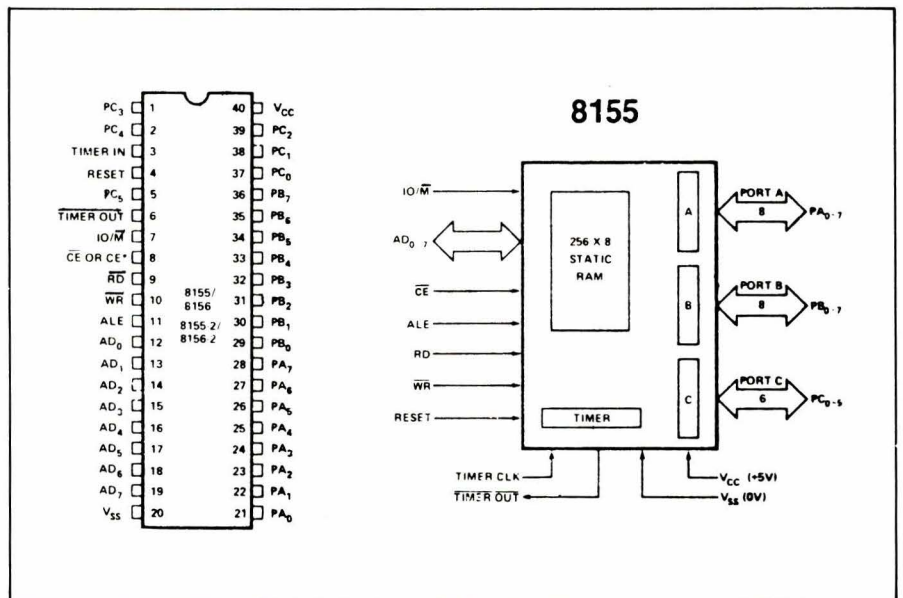 PC3 1 40 VCC
PC4 2 39 PC2
TIMER IN 3 38 PC1
RESET 4 37 PC0
PC5 5 36 PB7
TIMER OUT 6 35 PB6
IO/M 7 34 PB5
CE OR CE* 8 33 PB4
RD 9 32 PB3
WR 10 31 PB2
ALE 11 30 PB1
AD0 12 29 PB0
AD1 13 28 PA7
AD2 14 27 PA6
AD3 15 26 PA5
AD4 16 25 PA4
AD5 17 24 PA3
AD6 18 23 PA2
AD7 19 22 PA1
VSS 20 21 PA0
8155/
8156
8155-2/
8156-2
8155
IO/M
AD0-7
CE
ALE
RD
WR
RESET
256 X 8
STATIC
RAM
TIMER
A
B
C
PORT A
8
PA0-7
PORT B
8
PB0-7
PORT C
6
PC0-5
TIMER CLK
TIMER OUT
VCC (+5V)
VSS (0V)